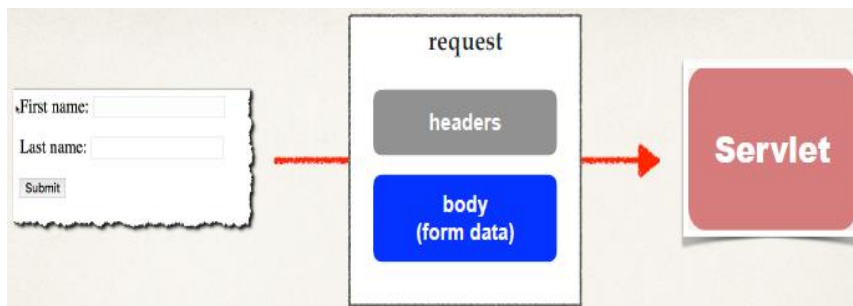 First name:
Last name:
Submit
request
headers
body
(form data)
Servlet